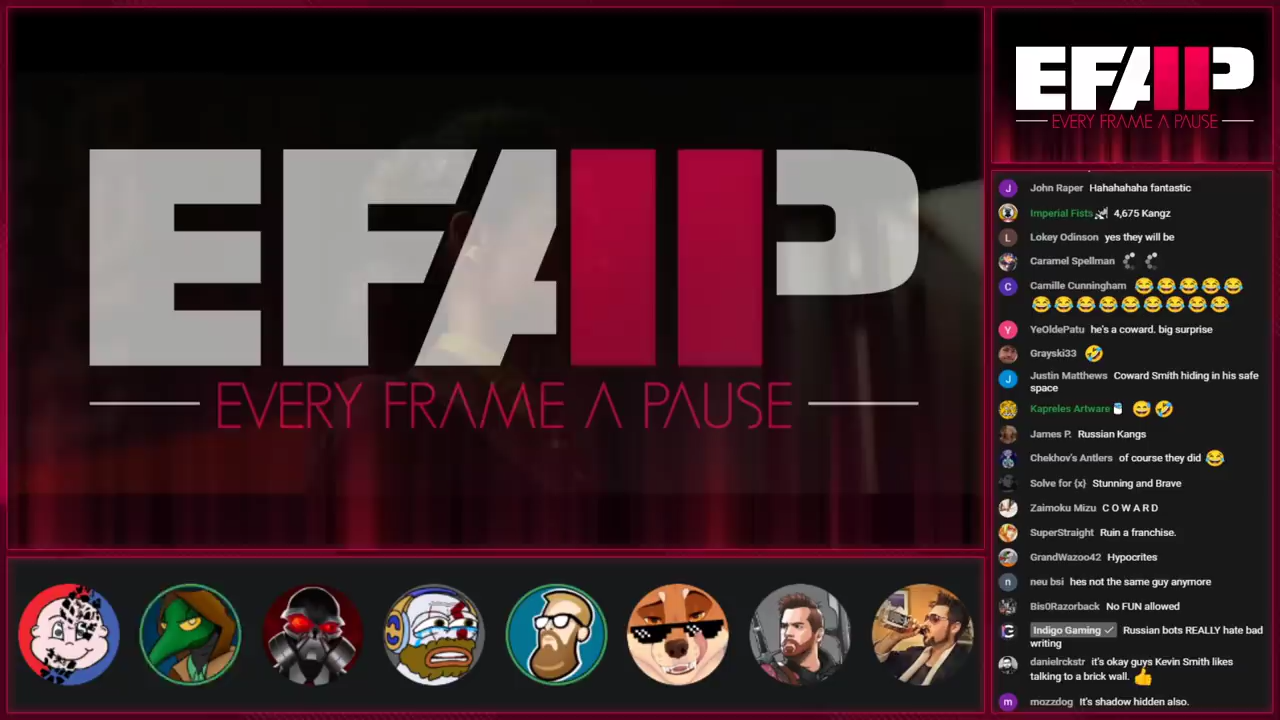 EFAP
EVERY FRAME A PAUSE
EFAP
EVERY FRAME A PAUSE
J John Raper Hahahahaha fantastic
Imperial Fists 4,675 Kangz
L Lokey Odinson yes they will be
Caramel Spellman
C Camille Cunningham 😂😂😂😂😂
😂😂😂😂😂😂😂😂😂
Y YeOldePatu he's a coward. big surprise
Grayski33 🤣
J Justin Matthews Coward Smith hiding in his safe
space
Kapreles Artware 😅 🤣
James P. Russian Kangs
Chekhov's Antlers of course they did 😂
Solve for {x} Stunning and Brave
Zaimoku Mizu C O W A R D
SuperStraight Ruin a franchise.
GrandWazoo42 Hypocrites
n neu bsi hes not the same guy anymore
Bis0Razorback No FUN allowed
Indigo Gaming ✓ Russian bots REALLY hate bad
writing
danielrckstr it's okay guys Kevin Smith likes
talking to a brick wall. 👍
m mozzdog It's shadow hidden also.